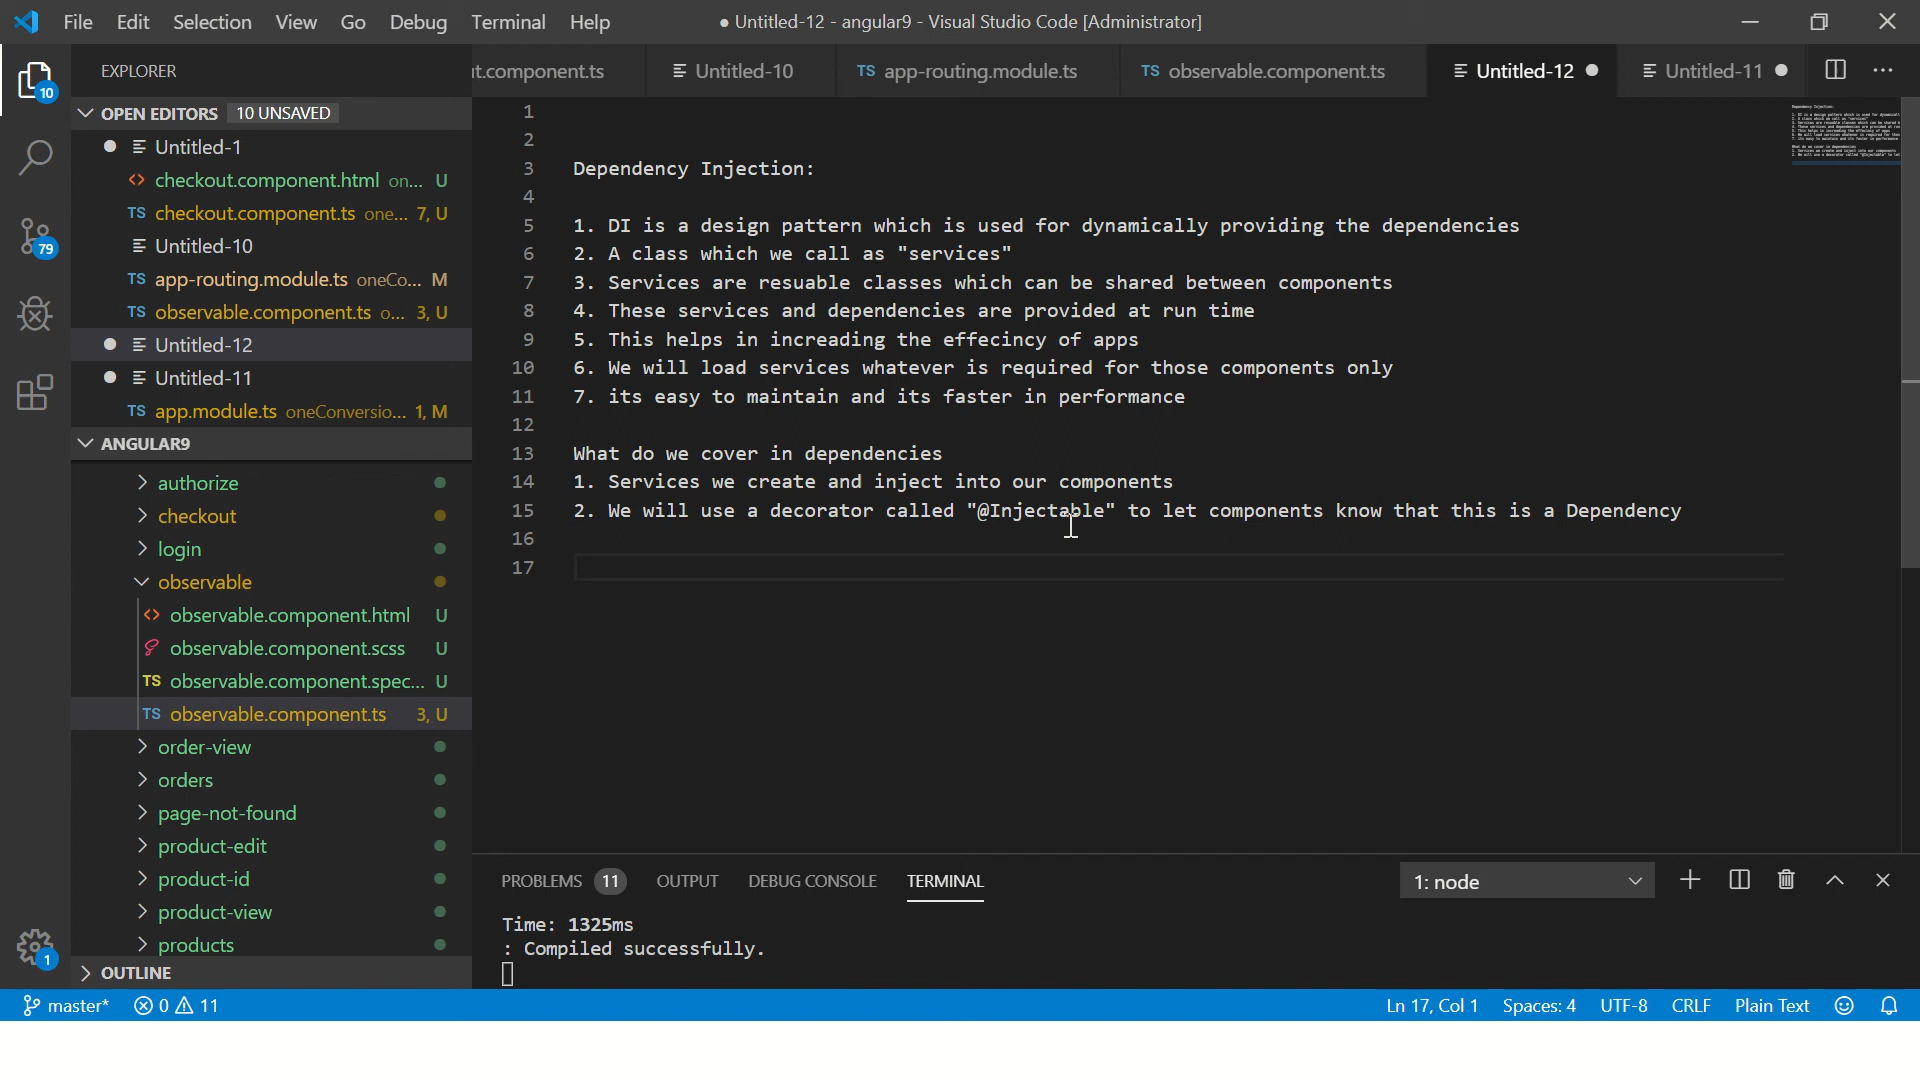 File Edit Selection View Go Debug Terminal Help ● Untitled-12 - angular9 - Visual Studio Code [Administrator]
EXPLORER
OPEN EDITORS 10 UNSAVED
Untitled-1
checkout.component.html on... U
checkout.component.ts one... 7, U
Untitled-10
app-routing.module.ts oneCo... M
observable.component.ts o... 3, U
Untitled-12
Untitled-11
app.module.ts oneConversio... 1, M
ANGULAR9
authorize
checkout
login
observable
observable.component.html U
observable.component.scss U
observable.component.spec... U
observable.component.ts 3, U
order-view
orders
page-not-found
product-edit
product-id
product-view
products
OUTLINE
10
79
1
t.component.ts Untitled-10 TS app-routing.module.ts TS observable.component.ts Untitled-12 Untitled-11
1
2
3 Dependency Injection:
4
5 1. DI is a design pattern which is used for dynamically providing the dependencies
6 2. A class which we call as "services"
7 3. Services are resuable classes which can be shared between components
8 4. These services and dependencies are provided at run time
9 5. This helps in increading the effecincy of apps
10 6. We will load services whatever is required for those components only
11 7. its easy to maintain and its faster in performance
12
13 What do we cover in dependencies
14 1. Services we create and inject into our components
15 2. We will use a decorator called "@Injectable" to let components know that this is a Dependency
16
17
PROBLEMS 11 OUTPUT DEBUG CONSOLE TERMINAL 1: node
Time: 1325ms
: Compiled successfully.
master* 0 11 Ln 17, Col 1 Spaces: 4 UTF-8 CRLF Plain Text